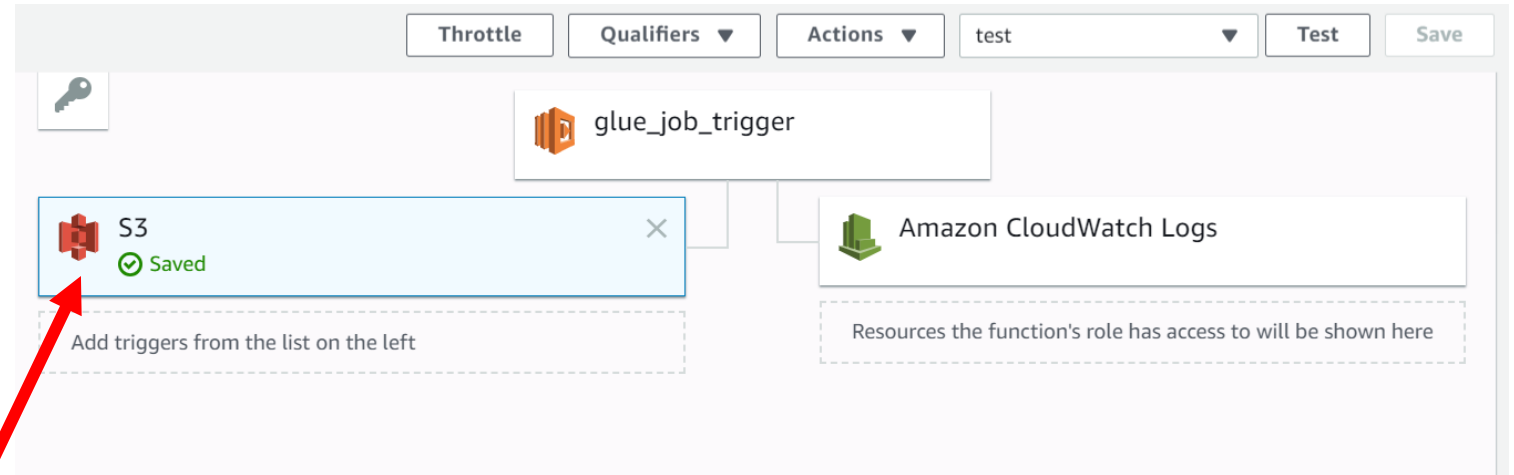 Throttle Qualifiers Actions test Test Save
glue_job_trigger
S3
Saved
Amazon CloudWatch Logs
Add triggers from the list on the left
Resources the function's role has access to will be shown here